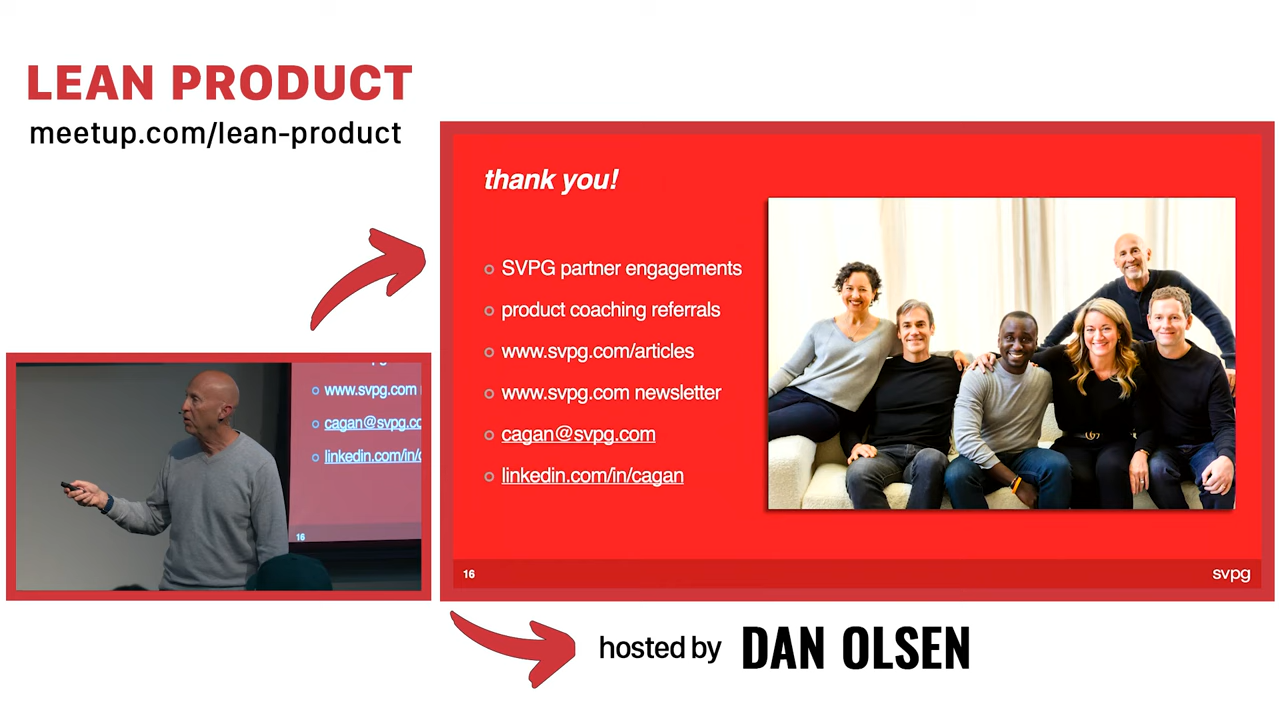 LEAN PRODUCT
meetup.com/lean-product
thank you!
SVPG partner engagements
product coaching referrals
www.svpg.com/articles
www.svpg.com newsletter
cagan@svpg.com
linkedin.com/in/cagan
16
svpg
www.svpg.com
cagan@svpg.co
linkedin.com/in/c
16
hosted by DAN OLSEN